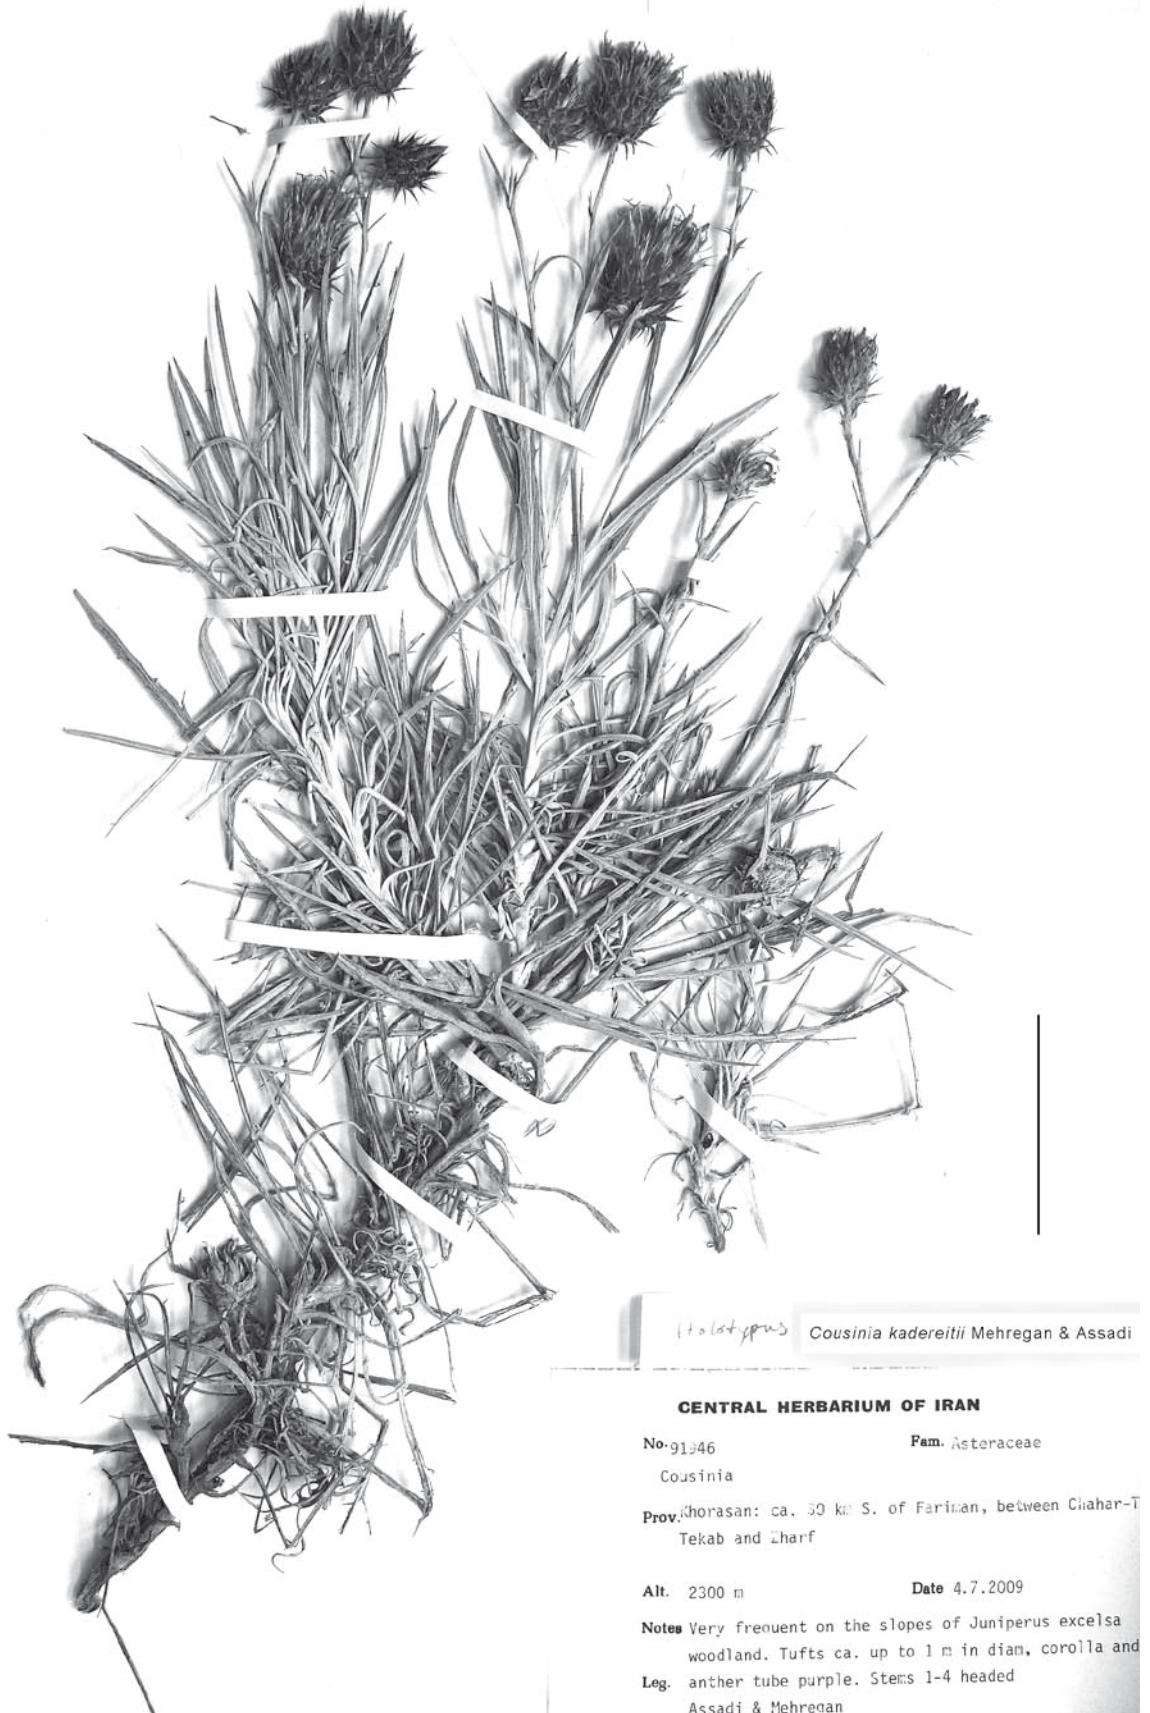 Holotypus
Cousinia kadereitii Mehregan & Assadi
CENTRAL HERBARIUM OF IRAN
No. 91946 Fam. Asteraceae
Cousinia
Prov. Khorasan: ca. km S. of Fariman, between Chahar-T
Tekab and Zharf
Alt. 2300 m Date 4.7.2009
Notes Very frequent on the slopes of Juniperus excelsa
woodland. Tufts ca. up to 1 m in diam, corolla and
Leg. anther tube purple. Stems 1-4 headed
Assadi & Mehregan